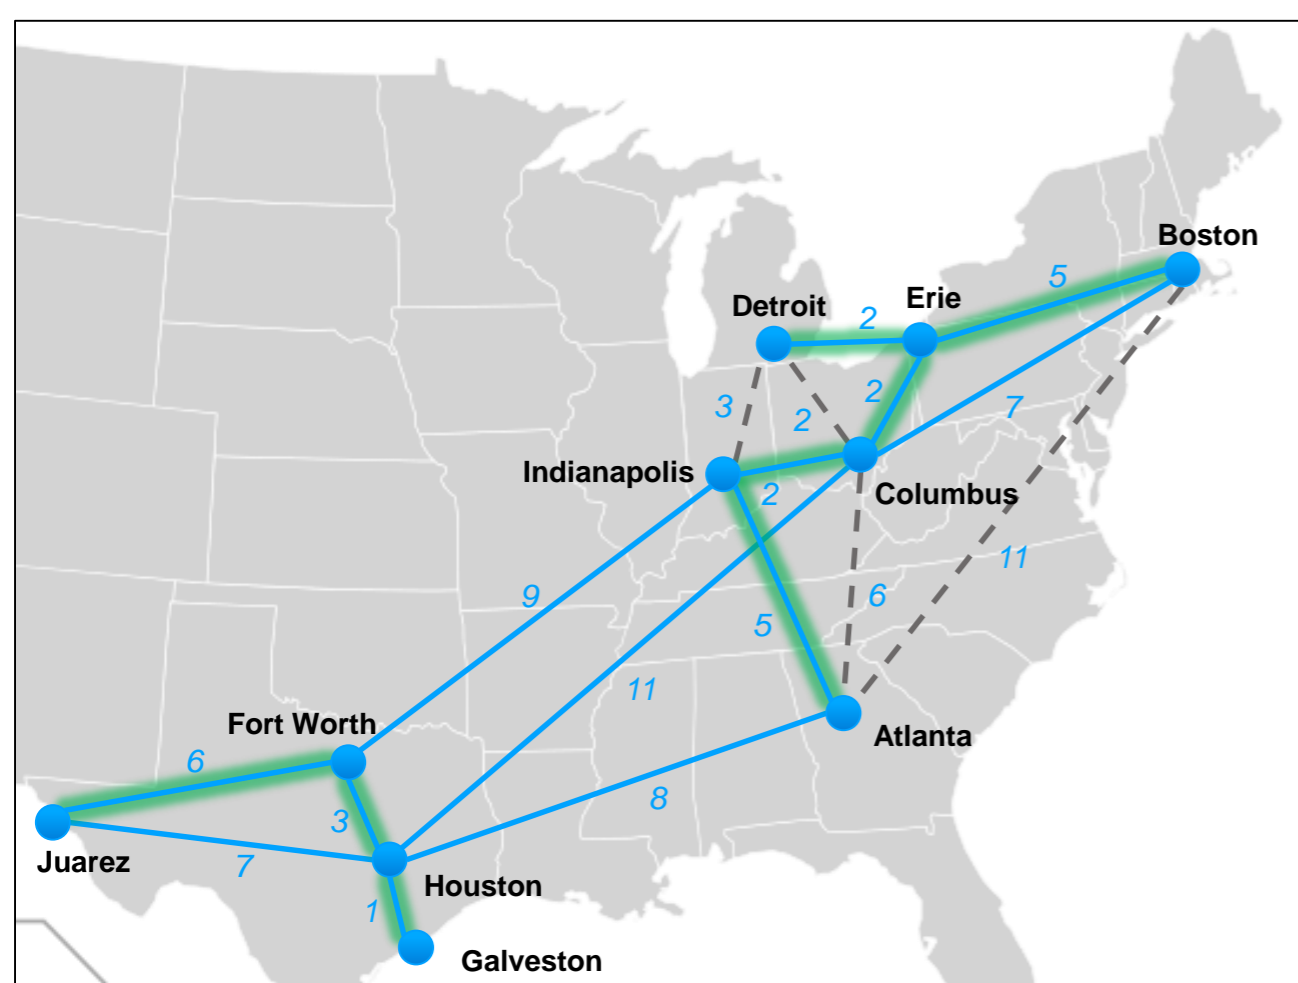 Boston
5
Erie
Detroit
2
2
3
2
7
Indianapolis
2
Columbus
11
9
6
5
11
Fort Worth
Atlanta
6
8
3
Juarez
7
Houston
1
Galveston